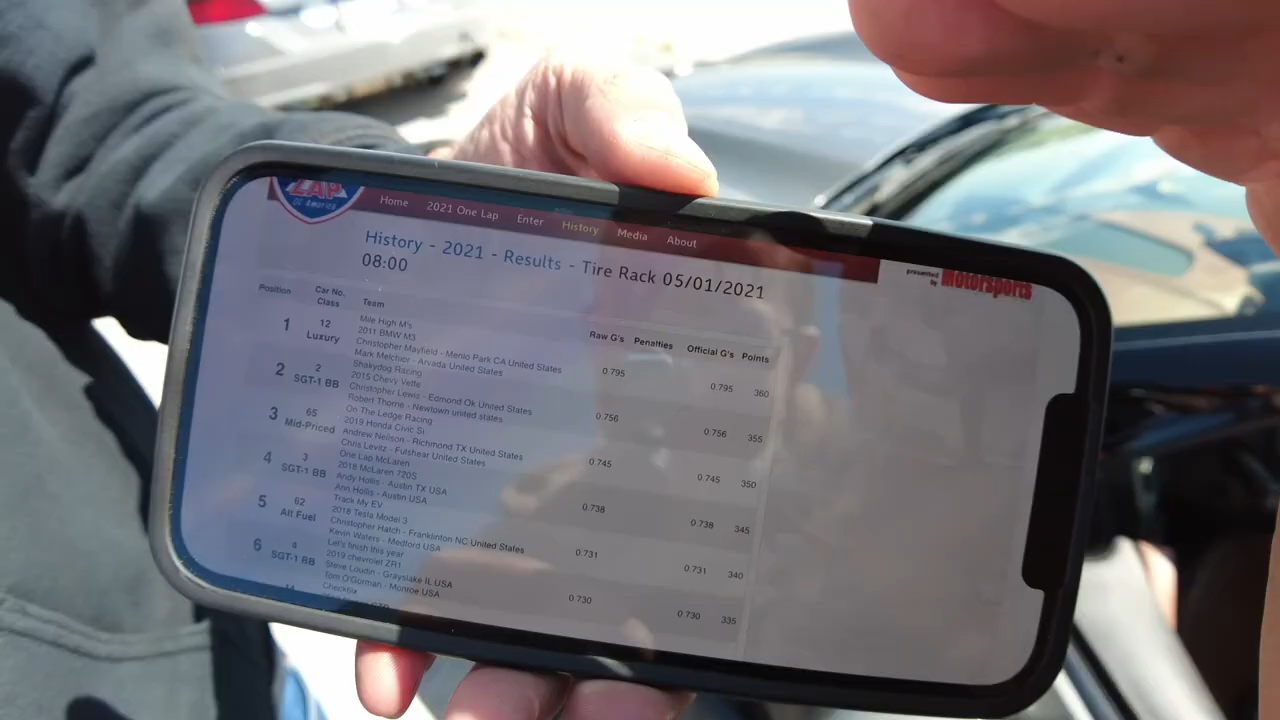 ZAP
of America
Home 2021 One Lap Enter History Media About
presented by Motorsports
History - 2021 - Results - Tire Rack 05/01/2021
08:00
Position Car No. Class Team Raw G's Penalties Official G's Points
1 12 Luxury
Mile High M's
2011 BMW M3
Christopher Mayfield - Menlo Park CA United States
Mark Melchior - Arvada United States
0.795 0.795 360
2 2 SGT-1 BB
Shakydog Racing
2015 Chevy Vette
Christopher Lewis - Edmond Ok United States
Robert Thorne - Newtown united states
0.756 0.756 355
3 65 Mid-Priced
On The Ledge Racing
2019 Honda Civic Si
Andrew Neilson - Richmond TX United States
Chris Levitz - Fulshear United States
0.745 0.745 350
4 3 SGT-1 BB
One Lap McLaren
2018 McLaren 720S
Andy Hollis - Austin TX USA
Ann Hollis - Austin USA
0.738 0.738 345
5 62 Alt Fuel
Track My EV
2018 Tesla Model 3
Christopher Hatch - Franklinton NC United States
Kevin Waters - Medford USA
0.731 0.731 340
6 SGT-1 BB
Let's finish this year
2019 chevrolet ZR1
Steve Loudin - Grayslake IL USA
Tom O'Gorman - Monroe USA
0.730 0.730 335
Check6ix